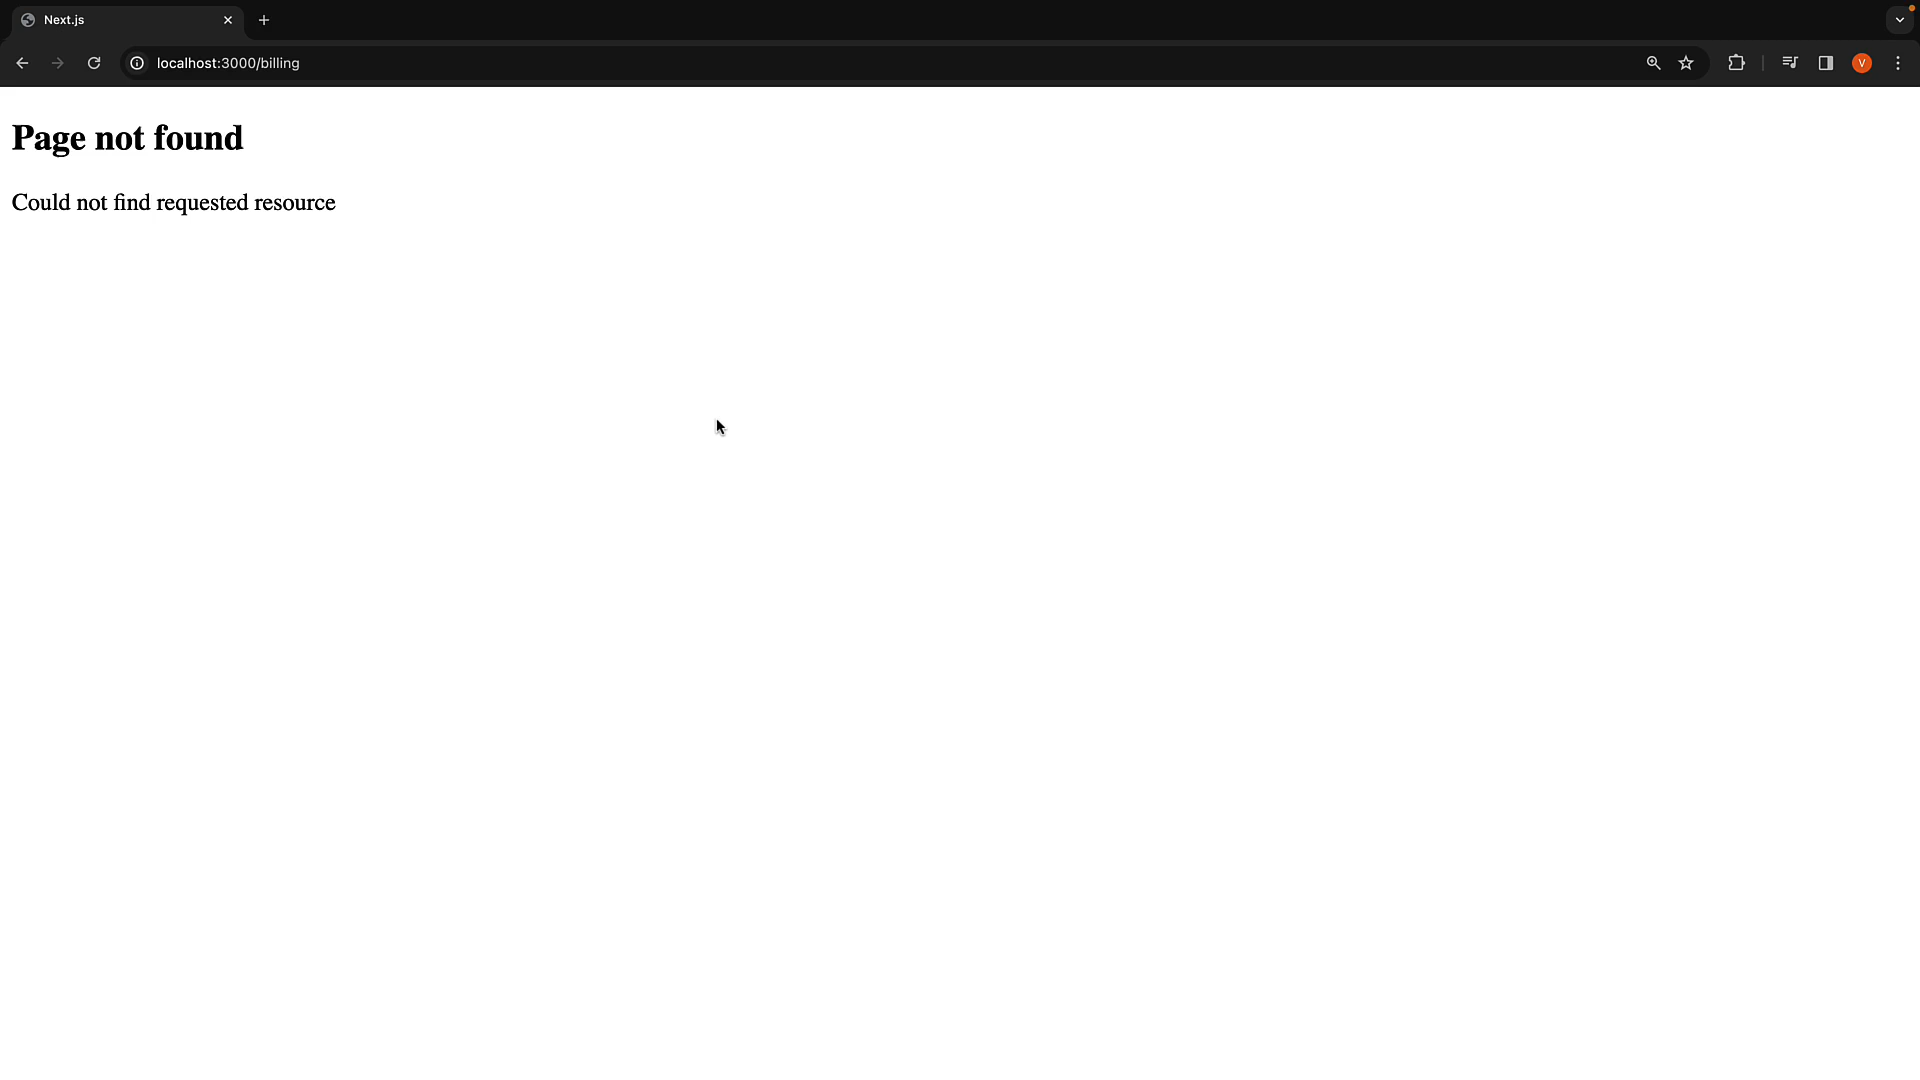 Next.js
localhost:3000/billing
V
Page not found
Could not find requested resource